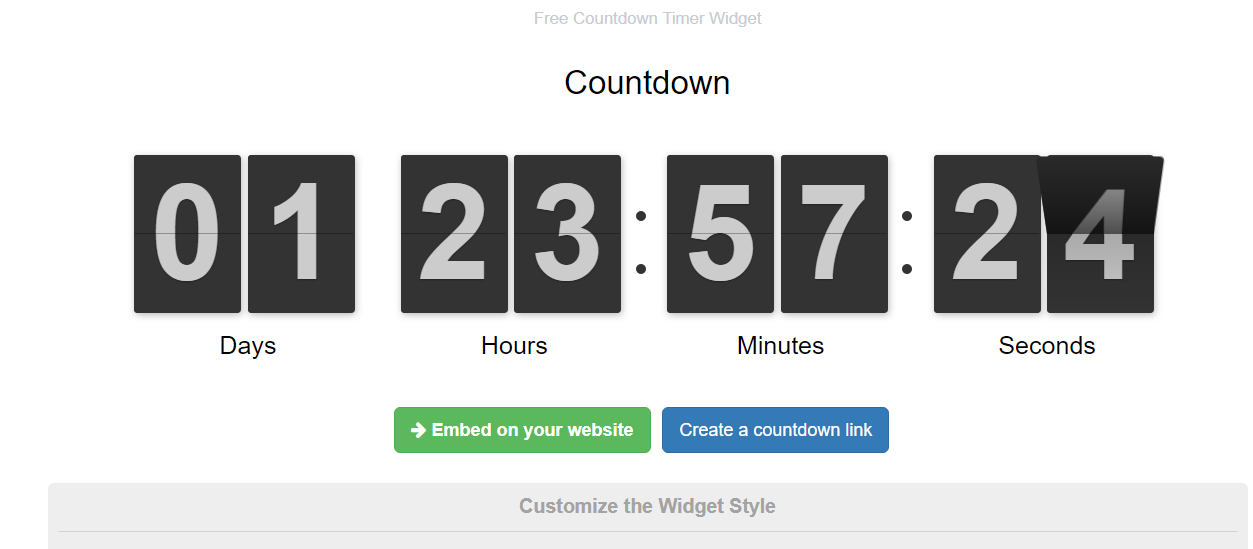 Free Countdown Timer Widget
Countdown
01 23 : 57 : 24
Days Hours Minutes Seconds
Embed on your website Create a countdown link
Customize the Widget Style